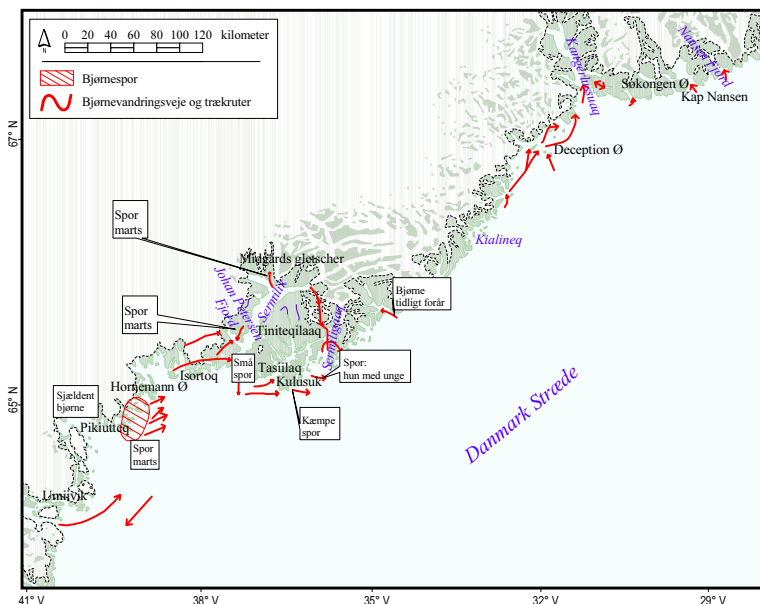 N
0 20 40 60 80 100 120 kilometer
Bjørnespor
Bjørnevandringsveje og trækruter
Kangerlussuaq
Nansen Fjord
Søkongen Ø
Kap Nansen
67° N
Deception Ø
Spor
marts
Kialineq
Midgårds gletscher
Johan Petersen
Fjord
Sermilik
Bjørne
tidligt forår
Spor
marts
Tiniteqilaaq
Sermiligaaq
Små
spor
Tasiilaq
Spor:
hun med unge
Isortoq
Kulusuk
Hornemann Ø
Sjældent
bjørne
65° N
Kæmpe
spor
Pikiutteq
Spor
marts
Danmark Stræde
Umiivik
41° V
38° V
35° V
32° V
29° V